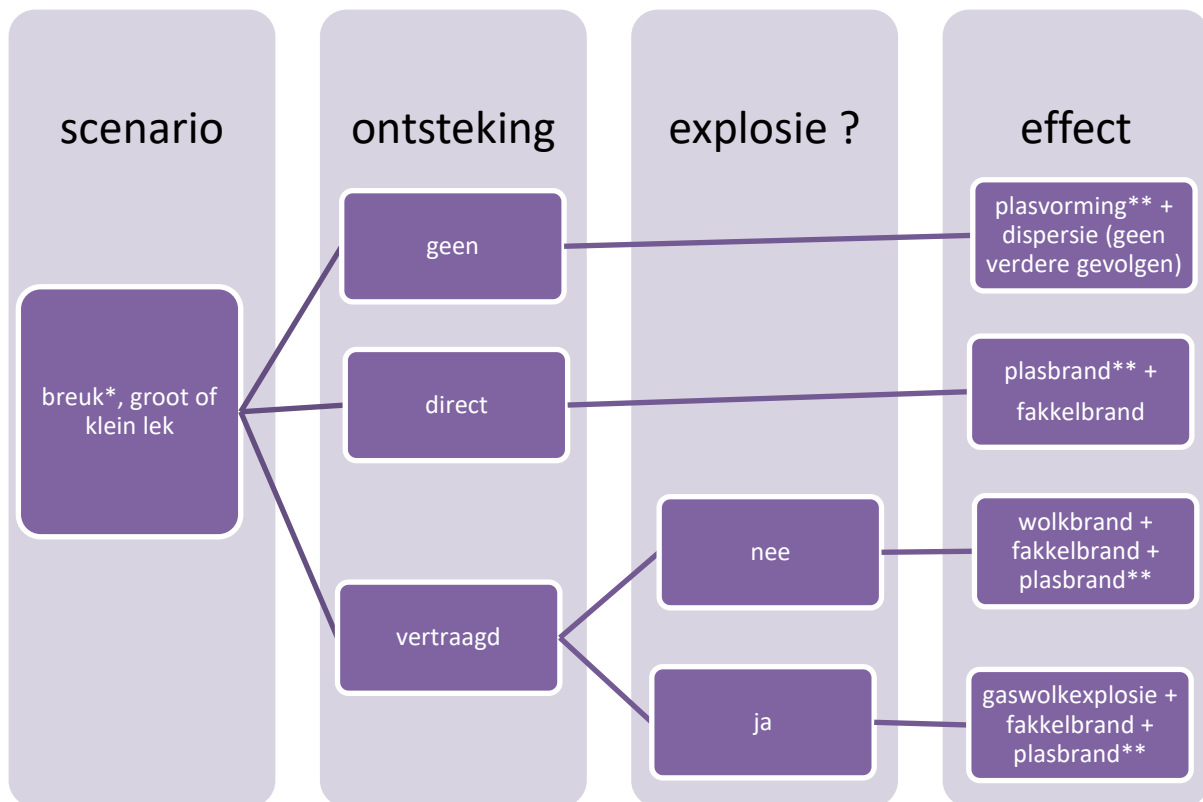 scenario
ontsteking
explosie ?
effect
breuk*, groot of
klein lek
geen
plasvorming** +
dispersie (geen
verdere gevolgen)
direct
plasbrand** +
fakkelbrand
vertraagd
nee
wolkbrand +
fakkelbrand +
plasbrand**
ja
gaswolkexplosie +
fakkelbrand +
plasbrand**